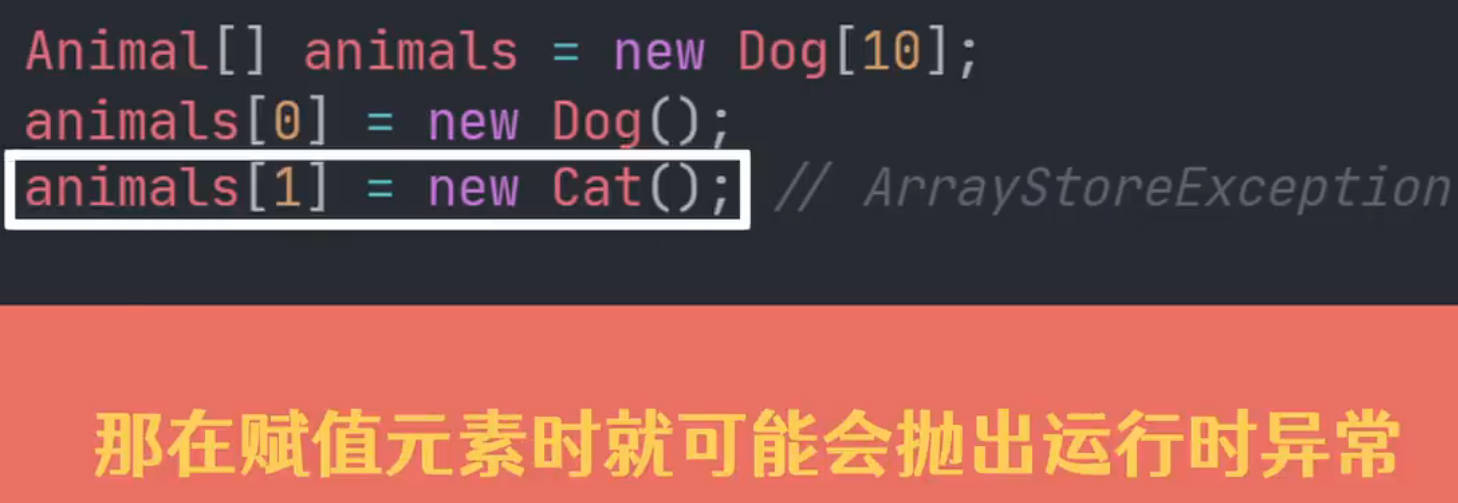 Animal[] animals = new Dog[10];
animals[0] = new Dog();
animals[1] = new Cat(); // ArrayStoreException
那在赋值元素时就可能会抛出运行时异常